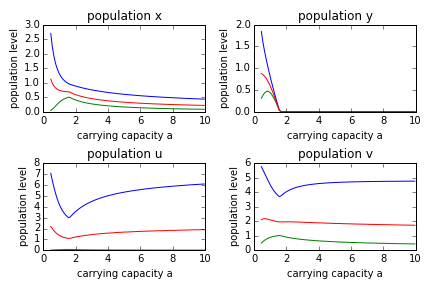 population x
population level
3.0
2.5
2.0
1.5
1.0
0.5
0.0
0 2 4 6 8 10
carrying capacity a
population y
population level
2.0
1.5
1.0
0.5
0.0
0 2 4 6 8 10
carrying capacity a
population u
population level
8
7
6
5
4
3
2
1
0
0 2 4 6 8 10
carrying capacity a
population v
population level
6
5
4
3
2
1
0
0 2 4 6 8 10
carrying capacity a